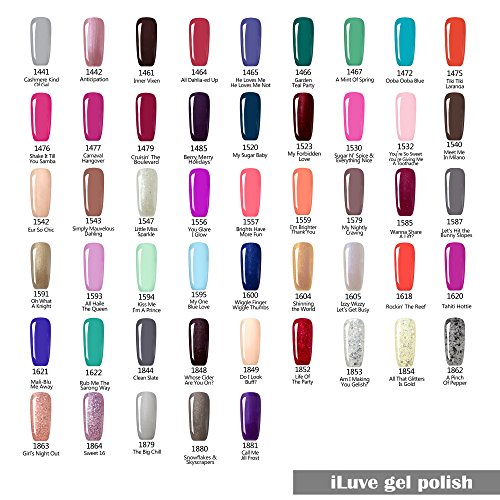 1441 1442 1461 1464 1465 1466 1467 1472 1475
Cashmere Kind Anticipation Inner Vixen All Dahlia-ed Up He Loves Me Garden A Mint Of Spring Ooba Ooba Blue Tiki Tiki
Of Gal He Loves Me Not Tea Party Laranga
1476 1477 1479 1485 1520 1523 1530 1532 1540
Shake It Till Carnaval Cruisin' The Berry Merry My Sugar Baby My Forbidden Sugar N' Spice & You're So Sweet Meet Me
You Samba Hangover Boulevard Holidays Love Everything Nice You're Giving Me In Milano
A Toothache
1542 1543 1547 1556 1557 1559 1579 1585 1587
Eur So Chic Simply Mauvelous Little Miss You Glare Brights Have I'm Brighter My Nightly Wanna Share Let's Hit the
Dahling Sparkle I Glow More Fun Thank You Craving A Lift? Bunny Slopes
1591 1593 1594 1595 1600 1604 1605 1618 1620
Oh What All Haile Kiss Me My One Wiggle Finger Shinning Izzy Wizzy Rockin' The Reef Tahiti Hottie
A Knight The Queen I'm A Prince Blue Love Wiggle Thumbs the World Let's Get Busy
1621 1622 1844 1848 1849 1852 1853 1854 1862
Mali-Blu Rub Me The Clean Slate Whose Cider Do I Look Life Of Am I Making All That Glitters A Pinch
Me Away Sarong Way Are You On? Buff? The Party You Gelish? Is Gold Of Pepper
1863 1864 1879 1880 1881
Girl's Night Out Sweet 16 The Big Chill Snowflakes & Call Me
Skyscrapers Jill Frost
iLuve gel polish